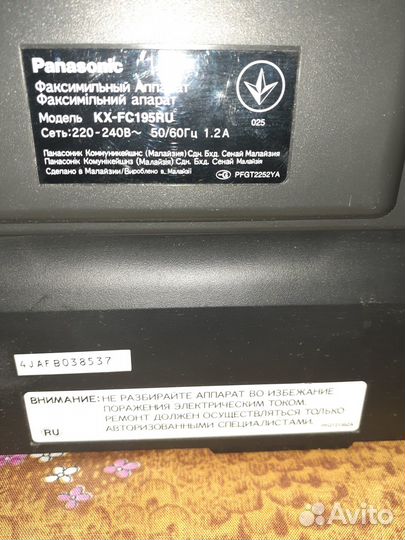 Panasonic
Факсимильный Аппарат
Факсимільний апарат
Модель KX-FC195RU
Сеть:220-240В~ 50/60Гц 1.2А
025
Панасоник Коммуникейшнс (Малайзия) Сдн. Бхд. Сенай Малайзия
Панасонік Комунікейшнз (Малайзія) Сдн. Бхд. Сенай Малайзія
Сделано в Малайзии/Вироблено в. Малайзії
PFGT2252YA
4JAFB038537
ВНИМАНИЕ: НЕ РАЗБИРАЙТЕ АППАРАТ ВО ИЗБЕЖАНИЕ
ПОРАЖЕНИЯ ЭЛЕКТРИЧЕСКИМ ТОКОМ.
РЕМОНТ ДОЛЖЕН ОСУЩЕСТВЛЯТЬСЯ ТОЛЬКО
АВТОРИЗОВАННЫМИ СПЕЦИАЛИСТАМИ.
RU
Avito